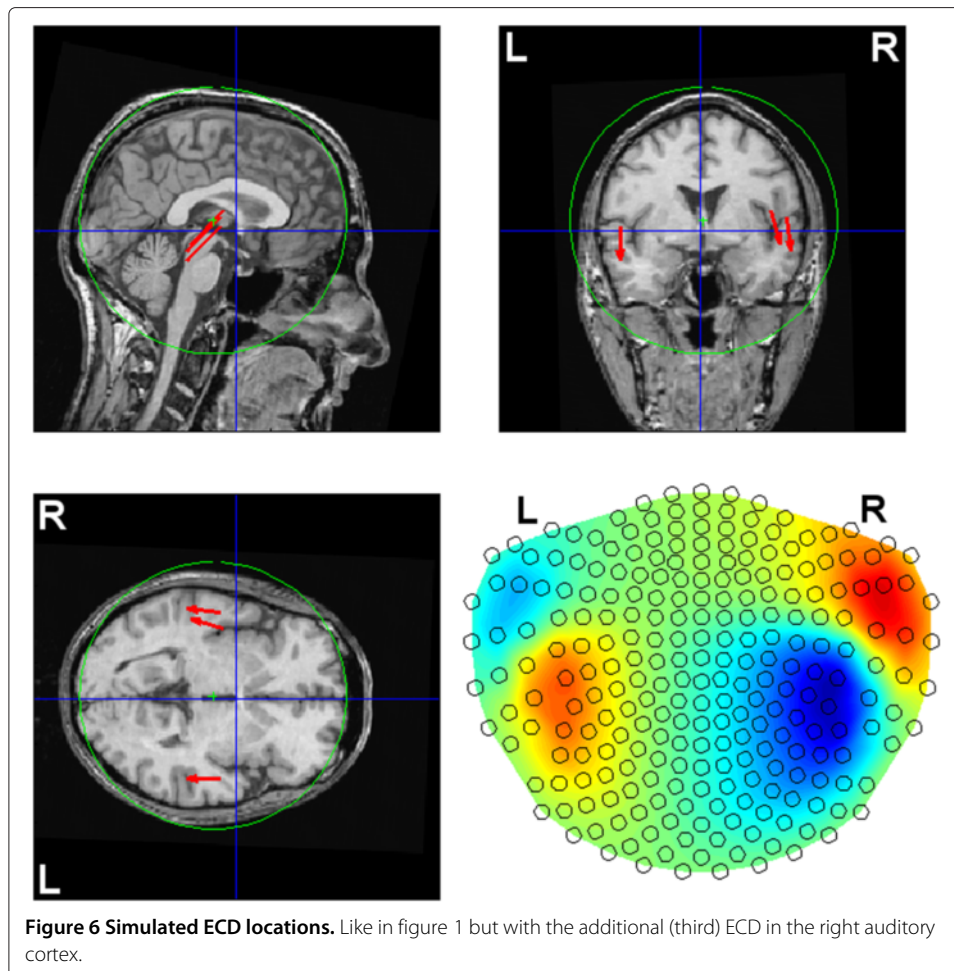 L R
R
L
L R
Figure 6 Simulated ECD locations. Like in figure 1 but with the additional (third) ECD in the right auditory
cortex.